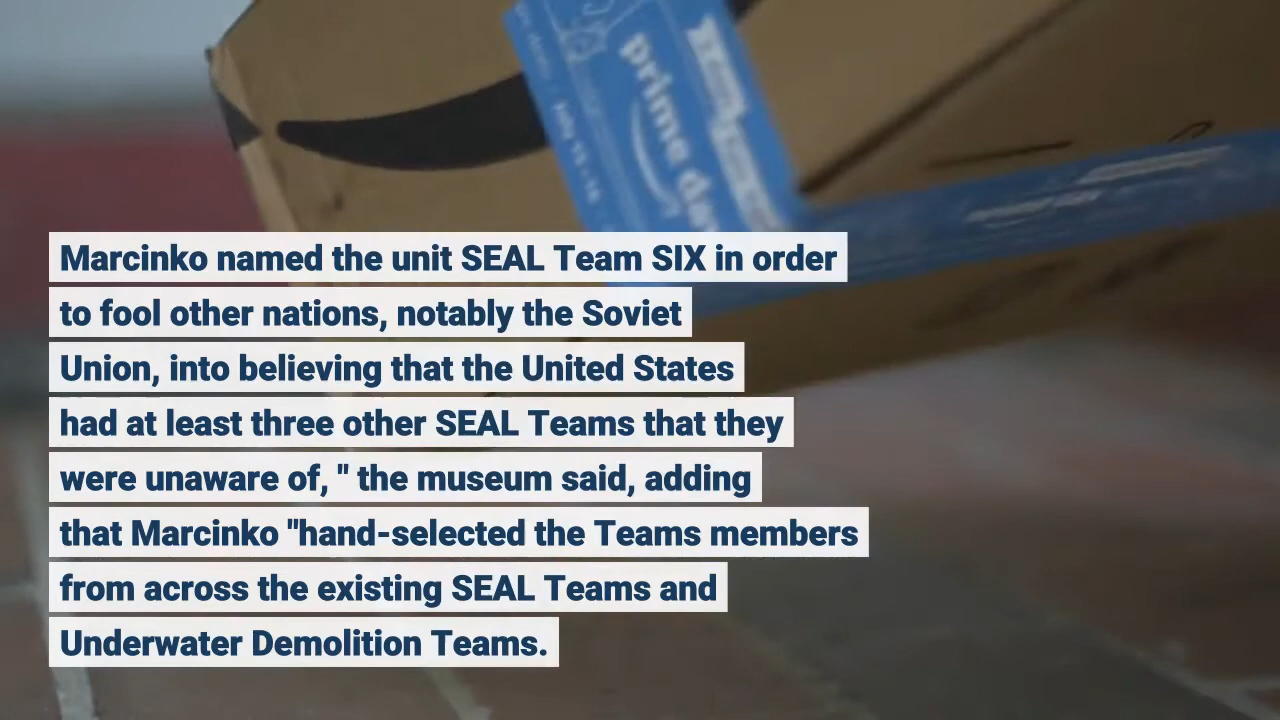 prime day
Marcinko named the unit SEAL Team SIX in order
to fool other nations, notably the Soviet
Union, into believing that the United States
had at least three other SEAL Teams that they
were unaware of, " the museum said, adding
that Marcinko "hand-selected the Teams members
from across the existing SEAL Teams and
Underwater Demolition Teams.